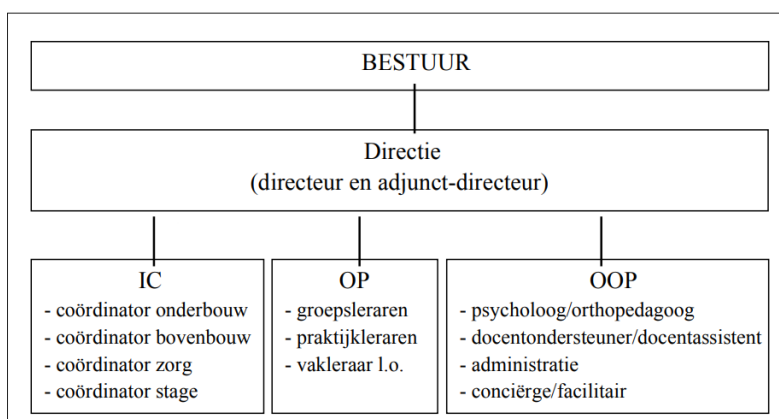 BESTUUR
Directie
(directeur en adjunct-directeur)
IC
- coördinator onderbouw
- coördinator bovenbouw
- coördinator zorg
- coördinator stage
OP
- groepsleraren
- praktijkleraren
- vakleraar l.o.
OOP
- psycholoog/orthopedagoog
- docentondersteuner/docentassistent
- administratie
- conciërge/facilitair